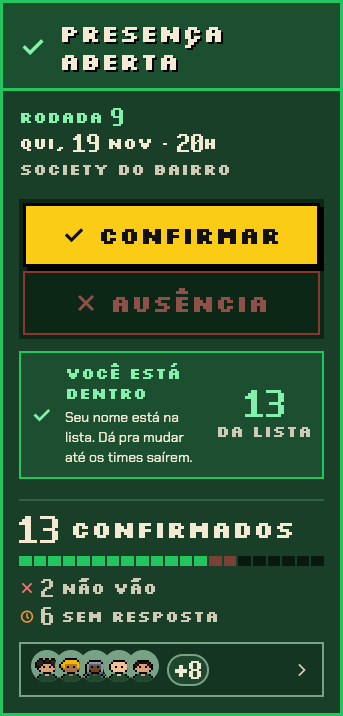 PRESENÇA
ABERTA
RODADA 9
QUI, 19 NOV · 20H
SOCIETY DO BAIRRO
CONFIRMAR
AUSÊNCIA
VOCÊ ESTÁ
DENTRO
Seu nome está na
lista. Dá pra mudar
até os times saírem.
13
DA LISTA
13 CONFIRMADOS
2 NÃO VÃO
6 SEM RESPOSTA
+8